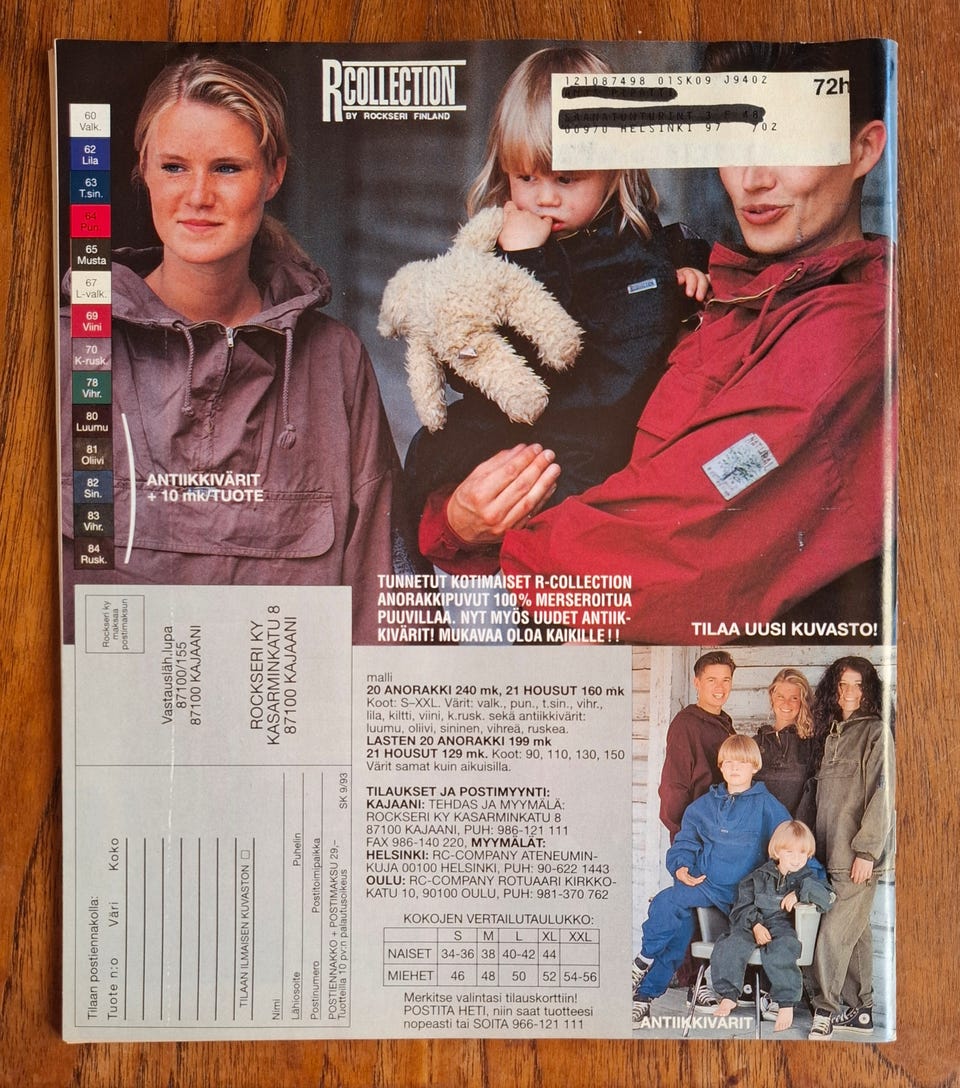 RCOLLECTION
BY ROCKSERI FINLAND
121087498 01SK09 J9402
72h
00970 HELSINKI 97 /02
60
Valk.
62
Lila
63
T.sin.
64
Pun.
65
Musta
67
L-valk.
69
Viini
70
K-rusk.
78
Vihr.
80
Luumu
81
Oliivi
82
Sin.
83
Vihr.
84
Rusk.
ANTIIKKIVÄRIT
+ 10 mk/TUOTE
NATURAL
TUNNETUT KOTIMAISET R-COLLECTION
ANORAKKIPUVUT 100% MERSEROITUA
PUUVILLAA. NYT MYÖS UUDET ANTIIK-
KIVÄRIT! MUKAVAA OLOA KAIKILLE!!
TILAA UUSI KUVASTO!
Rockseri ky
maksaa
postimaksun
Vastausläh.lupa
87100/155
87100 KAJAANI
ROCKSERI KY
KASARMINKATU 8
87100 KAJAANI
Tilaan postiennakolla:
Tuote n:o Väri Koko
TILAAN ILMAISEN KUVASTON
Nimi
Lähiosoite Puhelin
Postinumero Postitoimipaikka
POSTIENNAKKO + POSTIMAKSU 29,–
Tuotteilla 10 pv:n palautusoikeus
SK 9/93
malli
20 ANORAKKI 240 mk, 21 HOUSUT 160 mk
Koot: S–XXL. Värit: valk., pun., t.sin., vihr.,
lila, kiltti, viini, k.rusk. sekä antiikkivärit:
luumu, oliivi, sininen, vihreä, ruskea.
LASTEN 20 ANORAKKI 199 mk
21 HOUSUT 129 mk. Koot: 90, 110, 130, 150
Värit samat kuin aikuisilla.
TILAUKSET JA POSTIMYYNTI:
KAJAANI: TEHDAS JA MYYMÄLÄ:
ROCKSERI KY KASARMINKATU 8
87100 KAJAANI, PUH: 986-121 111
FAX 986-140 220, MYYMÄLÄT:
HELSINKI: RC-COMPANY ATENEUMIN-
KUJA 00100 HELSINKI, PUH: 90-622 1443
OULU: RC-COMPANY ROTUAARI KIRKKO-
KATU 10, 90100 OULU, PUH: 981-370 762
KOKOJEN VERTAILUTAULUKKO:
S M L XL XXL
NAISET 34-36 38 40-42 44
MIEHET 46 48 50 52 54-56
Merkitse valintasi tilauskorttiin!
POSTITA HETI, niin saat tuotteesi
nopeasti tai SOITA 966-121 111
ANTIIKKIVÄRIT